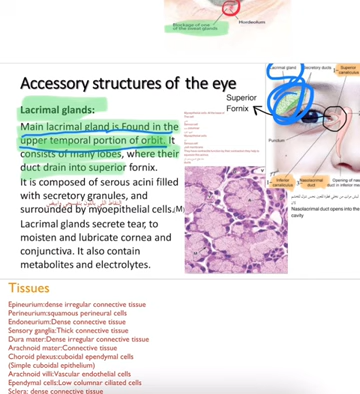 Blockage of one
of the sweat glands
Hordeolum
Accessory structures of the eye
Lacrimal glands:
Main lacrimal gland is Found in the
upper temporal portion of orbit. It
consists of many lobes, where their
duct drain into superior fornix.
It is composed of serous acini filled
with secretory granules, and
surrounded by myoepithelial cells
Lacrimal glands secrete tear, to
moisten and lubricate cornea and
conjunctiva. It also contain
metabolites and electrolytes.
Superior
Fornix
Lacrimal gland
Excretory ducts
Superior
canaliculus
Punctum
Inferior
canaliculus
Nasolacrimal
duct
Opening of
duct in inferior
Nasolacrimal duct opens into the
cavity
Tissues
Epineurium:dense irregular connective tissue
Perineurium:squamous perineural cells
Endoneurium:Dense connective tissue
Sensory ganglia:Thick connective tissue
Dura mater:Dense irregular connective tissue
Arachnoid mater:Connective tissue
Choroid plexus:cuboidal ependymal cells
(Simple cuboidal epithelium)
Arachnoid villi:Vascular endothelial cells
Ependymal cells:Low columnar ciliated cells
Sclera: dense connective tissue